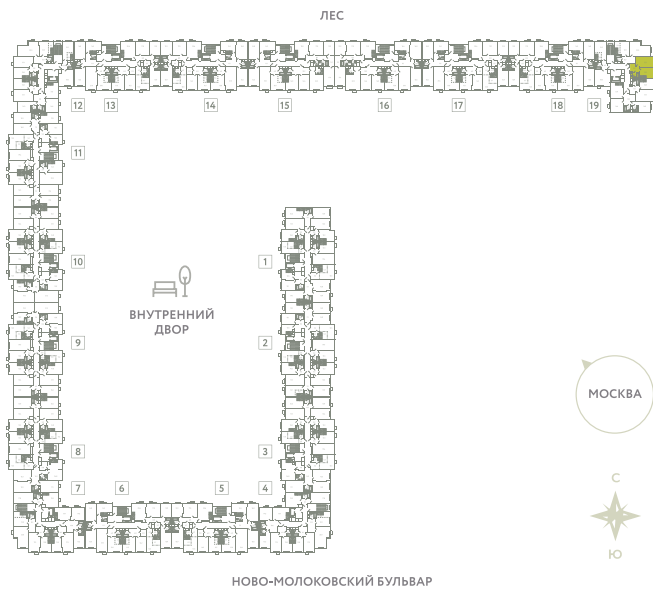 ЛЕС
12 13 14 15 16 17 18 19
11
10 1
ВНУТРЕННИЙ
ДВОР
9 2
МОСКВА
8 3
7 6 5 4
С
Ю
НОВО-МОЛОКОВСКИЙ БУЛЬВАР